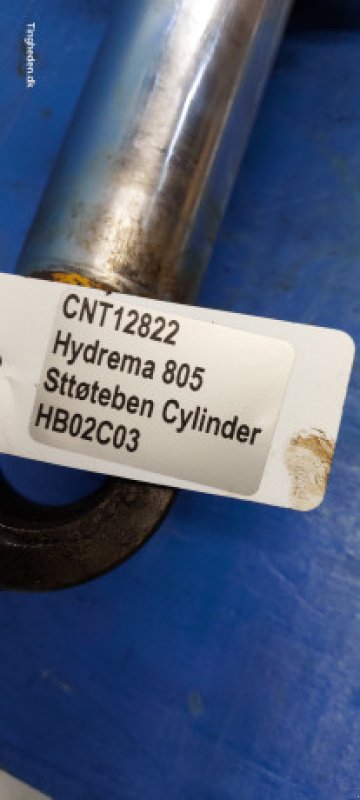 Tingheden.dk
CNT12822
Hydrema 805
Sttøteben Cylinder
HB02C03